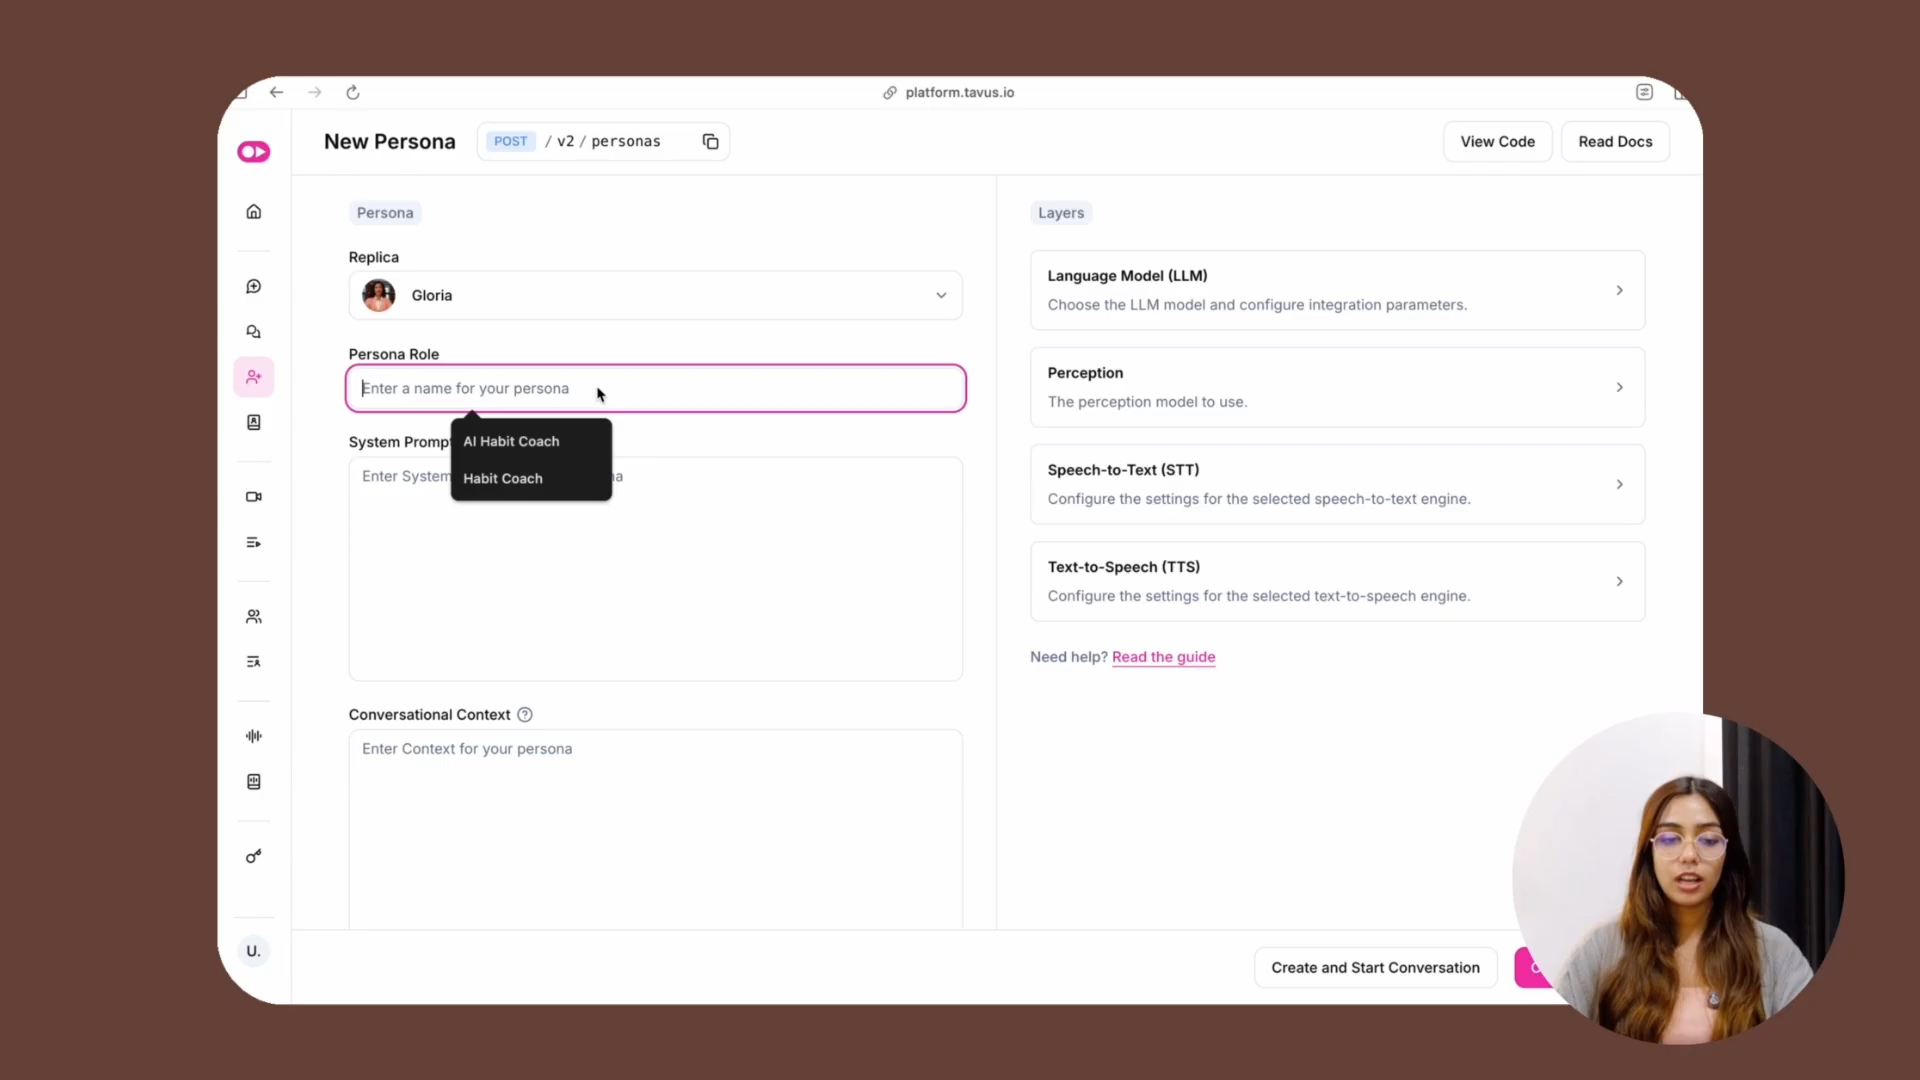 platform.tavus.io
New Persona
POST / v2 / personas
View Code
Read Docs
Persona
Replica
Gloria
Persona Role
Enter a name for your persona
AI Habit Coach
Habit Coach
System Promp
Enter System
Conversational Context ?
Enter Context for your persona
Layers
Language Model (LLM)
Choose the LLM model and configure integration parameters.
Perception
The perception model to use.
Speech-to-Text (STT)
Configure the settings for the selected speech-to-text engine.
Text-to-Speech (TTS)
Configure the settings for the selected text-to-speech engine.
Need help? Read the guide
U.
Create and Start Conversation